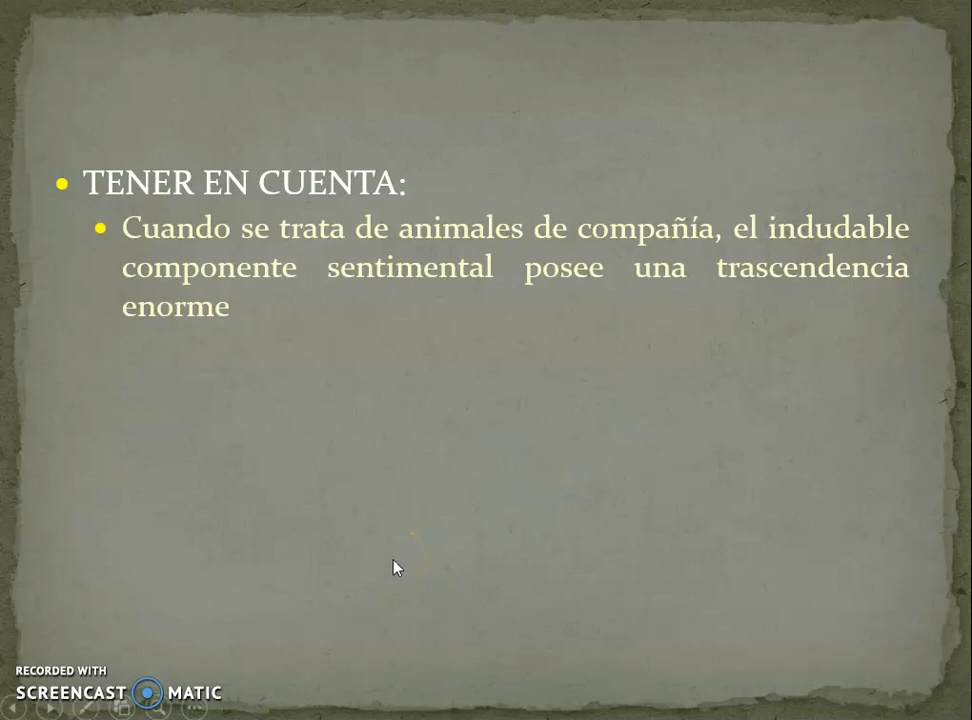 • TENER EN CUENTA:
• Cuando se trata de animales de compañía, el indudable
componente sentimental posee una trascendencia
enorme
RECORDED WITH
SCREENCAST MATIC